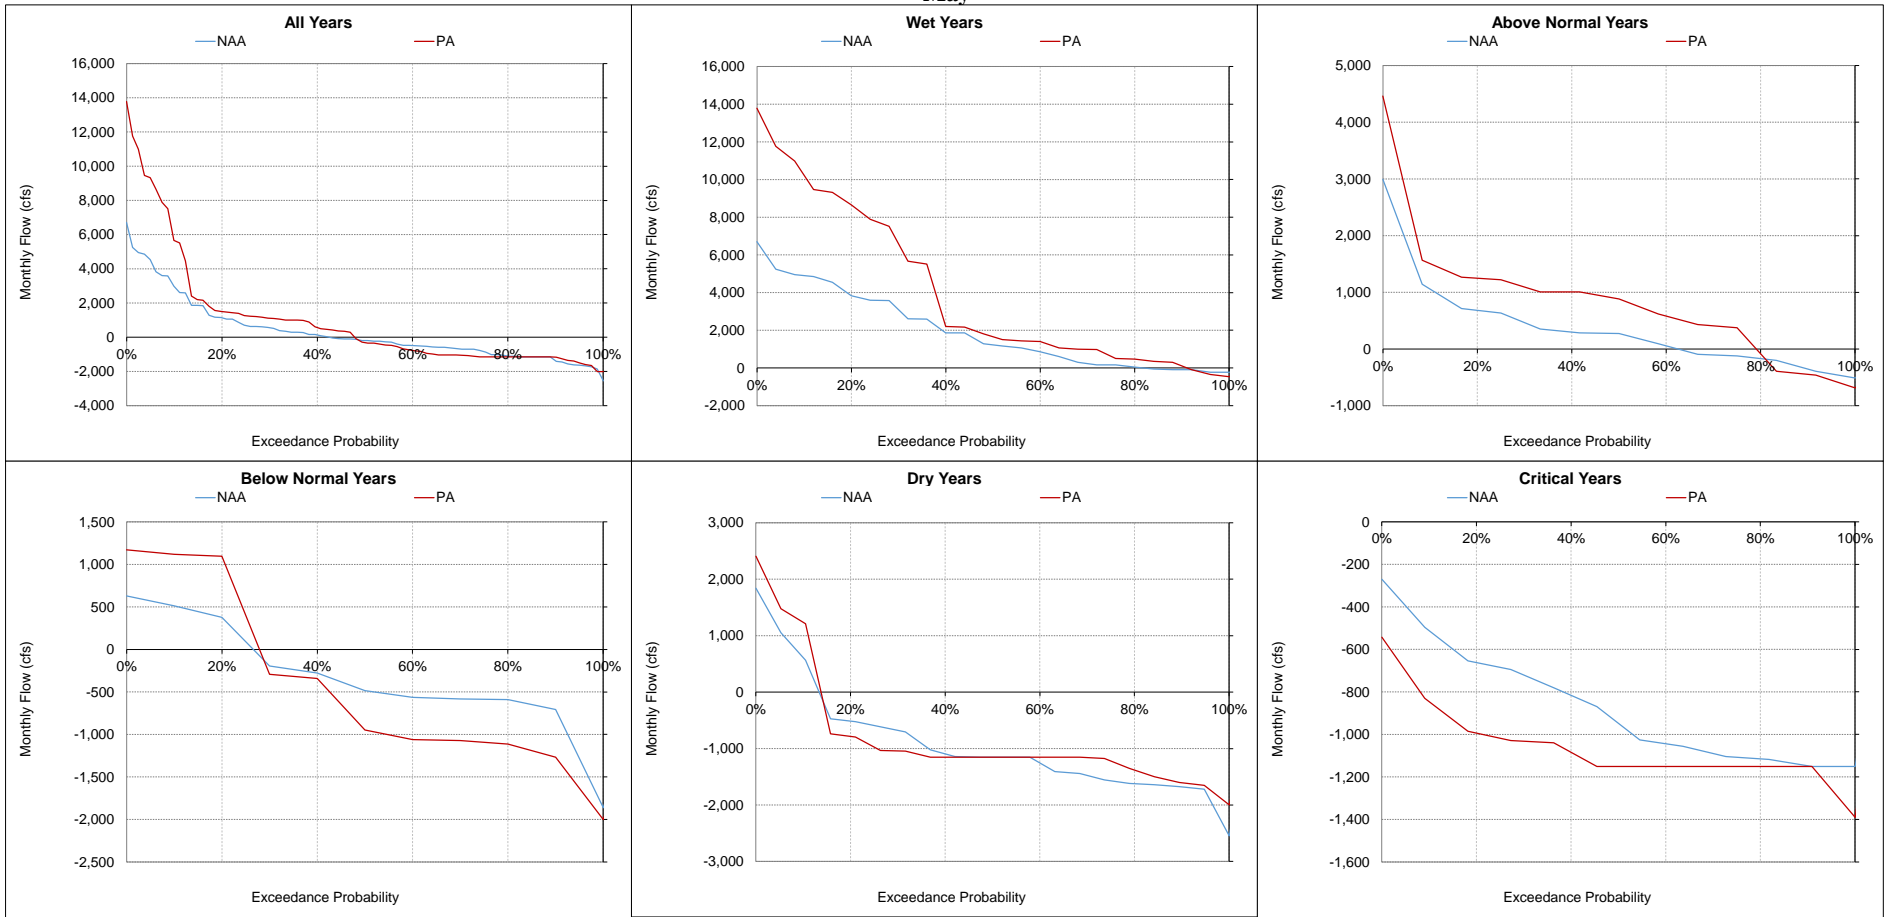 May
All Years
NAA PA
16,000
14,000
12,000
10,000
8,000
6,000
4,000
2,000
0
-2,000
-4,000
0% 20% 40% 60% 80% 100%
Monthly Flow (cfs)
Exceedance Probability
Wet Years
NAA PA
16,000
14,000
12,000
10,000
8,000
6,000
4,000
2,000
0
-2,000
0% 20% 40% 60% 80% 100%
Monthly Flow (cfs)
Exceedance Probability
Above Normal Years
NAA PA
5,000
4,000
3,000
2,000
1,000
0
-1,000
0% 20% 40% 60% 80% 100%
Monthly Flow (cfs)
Exceedance Probability
Below Normal Years
NAA PA
1,500
1,000
500
0
-500
-1,000
-1,500
-2,000
-2,500
0% 20% 40% 60% 80% 100%
Monthly Flow (cfs)
Exceedance Probability
Dry Years
NAA PA
3,000
2,000
1,000
0
-1,000
-2,000
-3,000
0% 20% 40% 60% 80% 100%
Monthly Flow (cfs)
Exceedance Probability
Critical Years
NAA PA
0
-200
-400
-600
-800
-1,000
-1,200
-1,400
-1,600
0% 20% 40% 60% 80% 100%
Monthly Flow (cfs)
Exceedance Probability